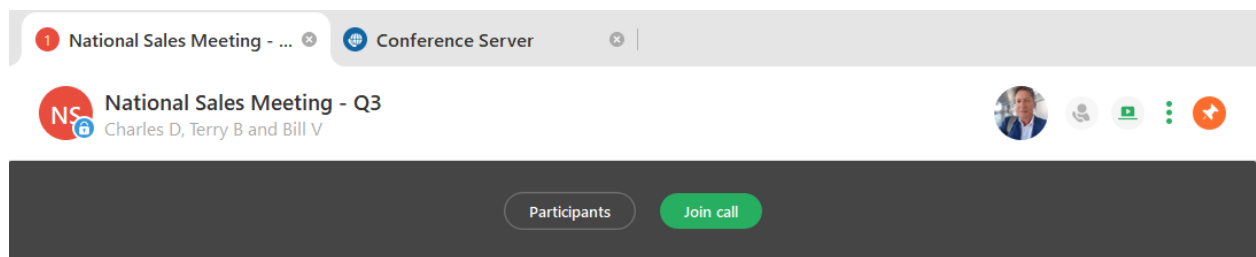 1 National Sales Meeting - ... Conference Server
NS National Sales Meeting - Q3
Charles D, Terry B and Bill V
Participants Join call